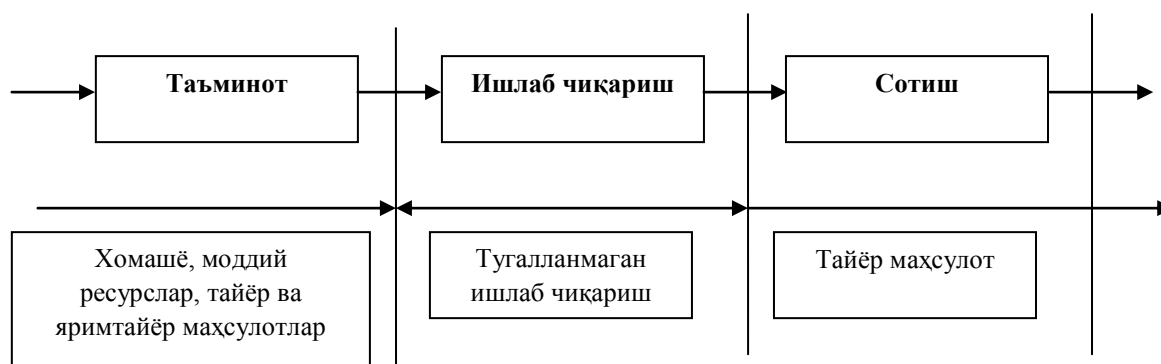 Таъминот
Ишлаб чиқариш
Сотиш
Хомашё, моддий
ресурслар, тайёр ва
яримтайёр маҳсулотлар
Тугалланмаган
ишлаб чиқариш
Тайёр маҳсулот